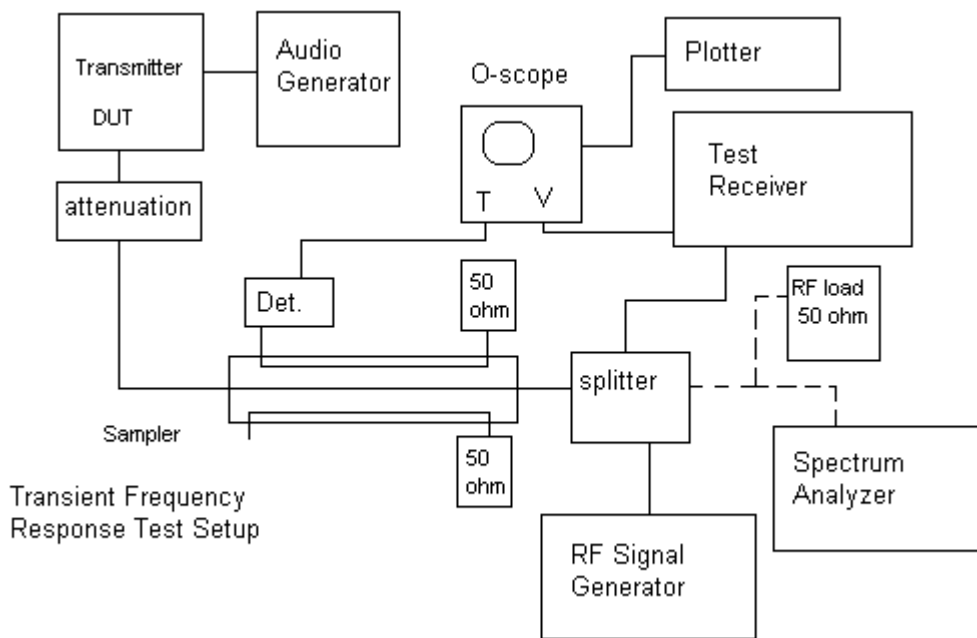 Transmitter
DUT
Audio
Generator
O-scope
Plotter
T V
Test
Receiver
attenuation
Det.
50
ohm
RF load
50 ohm
splitter
Sampler
50
ohm
Spectrum
Analyzer
Transient Frequency
Response Test Setup
RF Signal
Generator